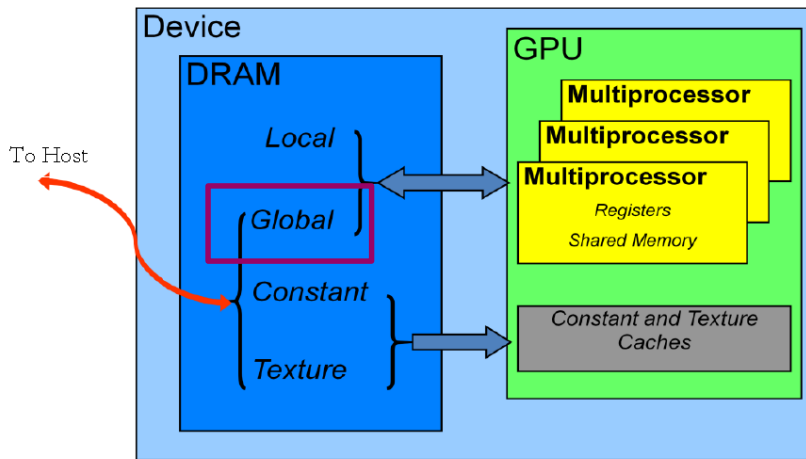 Device
DRAM
Local
Global
Constant
Texture
To Host
GPU
Multiprocessor
Multiprocessor
Multiprocessor
Registers
Shared Memory
Constant and Texture
Caches